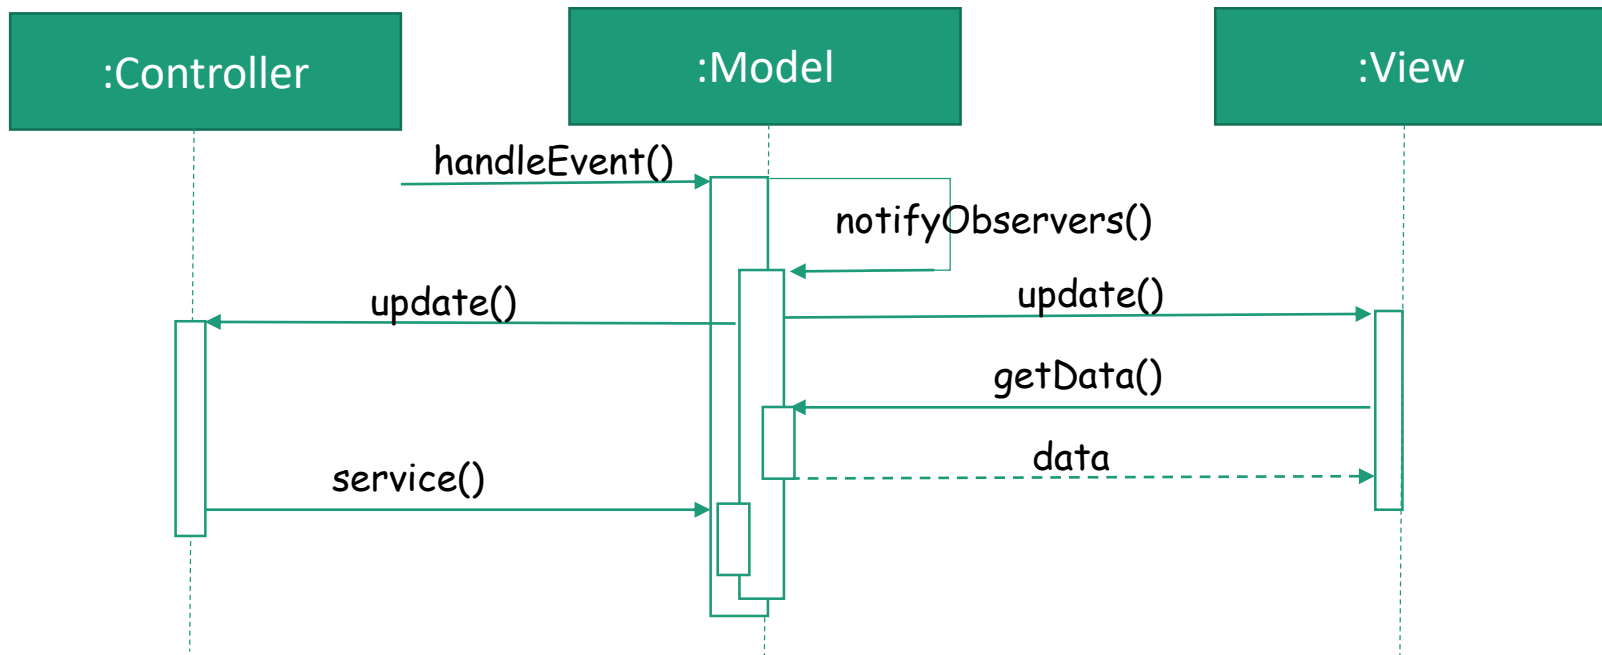 :Controller
:Model
:View
handleEvent()
notifyObservers()
update()
update()
getData()
data
service()